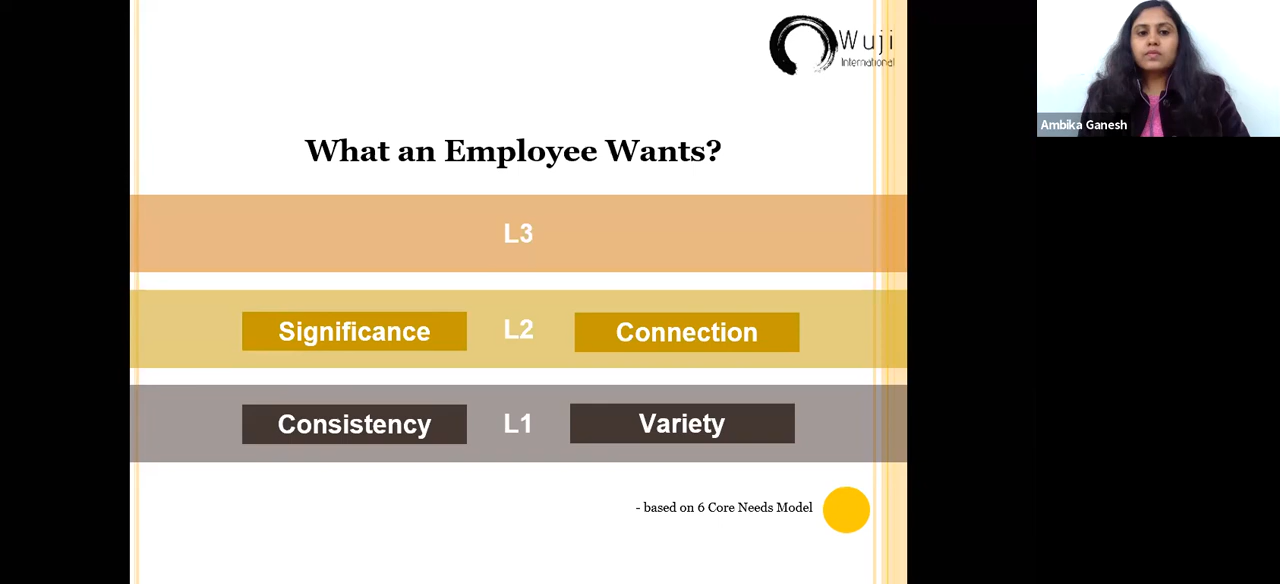 Wuji
International
Ambika Ganesh
What an Employee Wants?
L3
Significance L2 Connection
Consistency L1 Variety
- based on 6 Core Needs Model